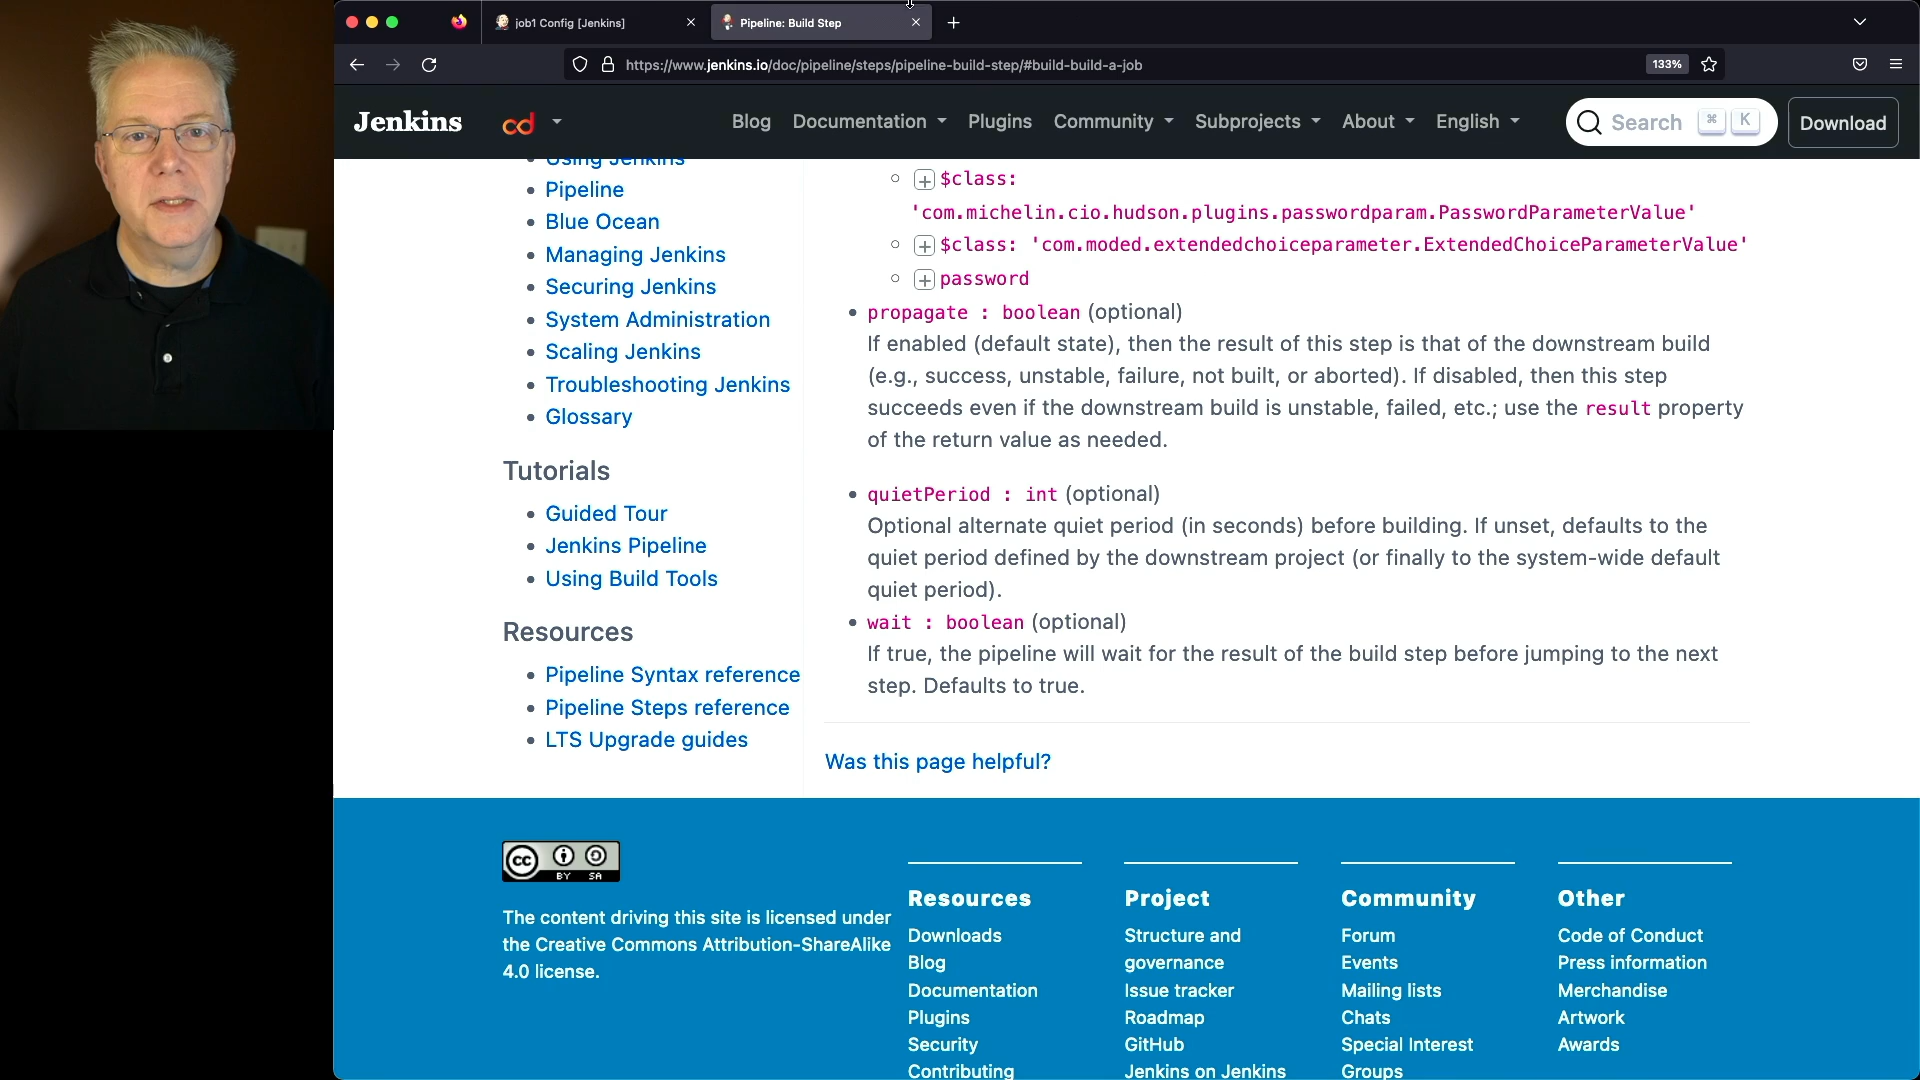 job1 Config [Jenkins]
Pipeline: Build Step
https://www.jenkins.io/doc/pipeline/steps/pipeline-build-step/#build-build-a-job
133%
Jenkins
cd
Blog
Documentation
Plugins
Community
Subprojects
About
English
Search
⌘
K
Download
Using Jenkins
Pipeline
Blue Ocean
Managing Jenkins
Securing Jenkins
System Administration
Scaling Jenkins
Troubleshooting Jenkins
Glossary
Tutorials
Guided Tour
Jenkins Pipeline
Using Build Tools
Resources
Pipeline Syntax reference
Pipeline Steps reference
LTS Upgrade guides
$class:
'com.michelin.cio.hudson.plugins.passwordparam.PasswordParameterValue'
$class: 'com.moded.extendedchoiceparameter.ExtendedChoiceParameterValue'
password
propagate : boolean (optional)
If enabled (default state), then the result of this step is that of the downstream build
(e.g., success, unstable, failure, not built, or aborted). If disabled, then this step
succeeds even if the downstream build is unstable, failed, etc.; use the result property
of the return value as needed.
quietPeriod : int (optional)
Optional alternate quiet period (in seconds) before building. If unset, defaults to the
quiet period defined by the downstream project (or finally to the system-wide default
quiet period).
wait : boolean (optional)
If true, the pipeline will wait for the result of the build step before jumping to the next
step. Defaults to true.
Was this page helpful?
cc
BY SA
The content driving this site is licensed under
the Creative Commons Attribution-ShareAlike
4.0 license.
Resources
Downloads
Blog
Documentation
Plugins
Security
Contributing
Project
Structure and
governance
Issue tracker
Roadmap
GitHub
Jenkins on Jenkins
Community
Forum
Events
Mailing lists
Chats
Special Interest
Groups
Other
Code of Conduct
Press information
Merchandise
Artwork
Awards